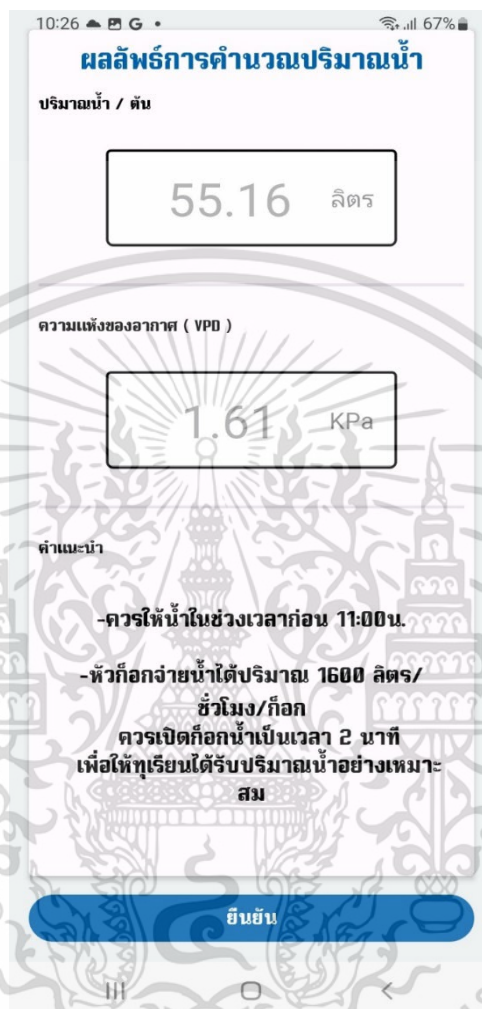 10:26 G • 67%
ผลลัพธ์การคำนวณปริมาณน้ำ
ปริมาณน้ำ / ต้น
55.16 ลิตร
ความแห้งของอากาศ ( VPD )
1.61 KPa
คำแนะนำ
-ควรให้น้ำในช่วงเวลาก่อน 11:00น.
-หัวก็อกจ่ายน้ำได้ปริมาณ 1600 ลิตร/
ชั่วโมง/ก็อก
ควรเปิดก็อกน้ำเป็นเวลา 2 นาที
เพื่อให้ทุเรียนได้รับปริมาณน้ำอย่างเหมาะ
สม
ยืนยัน